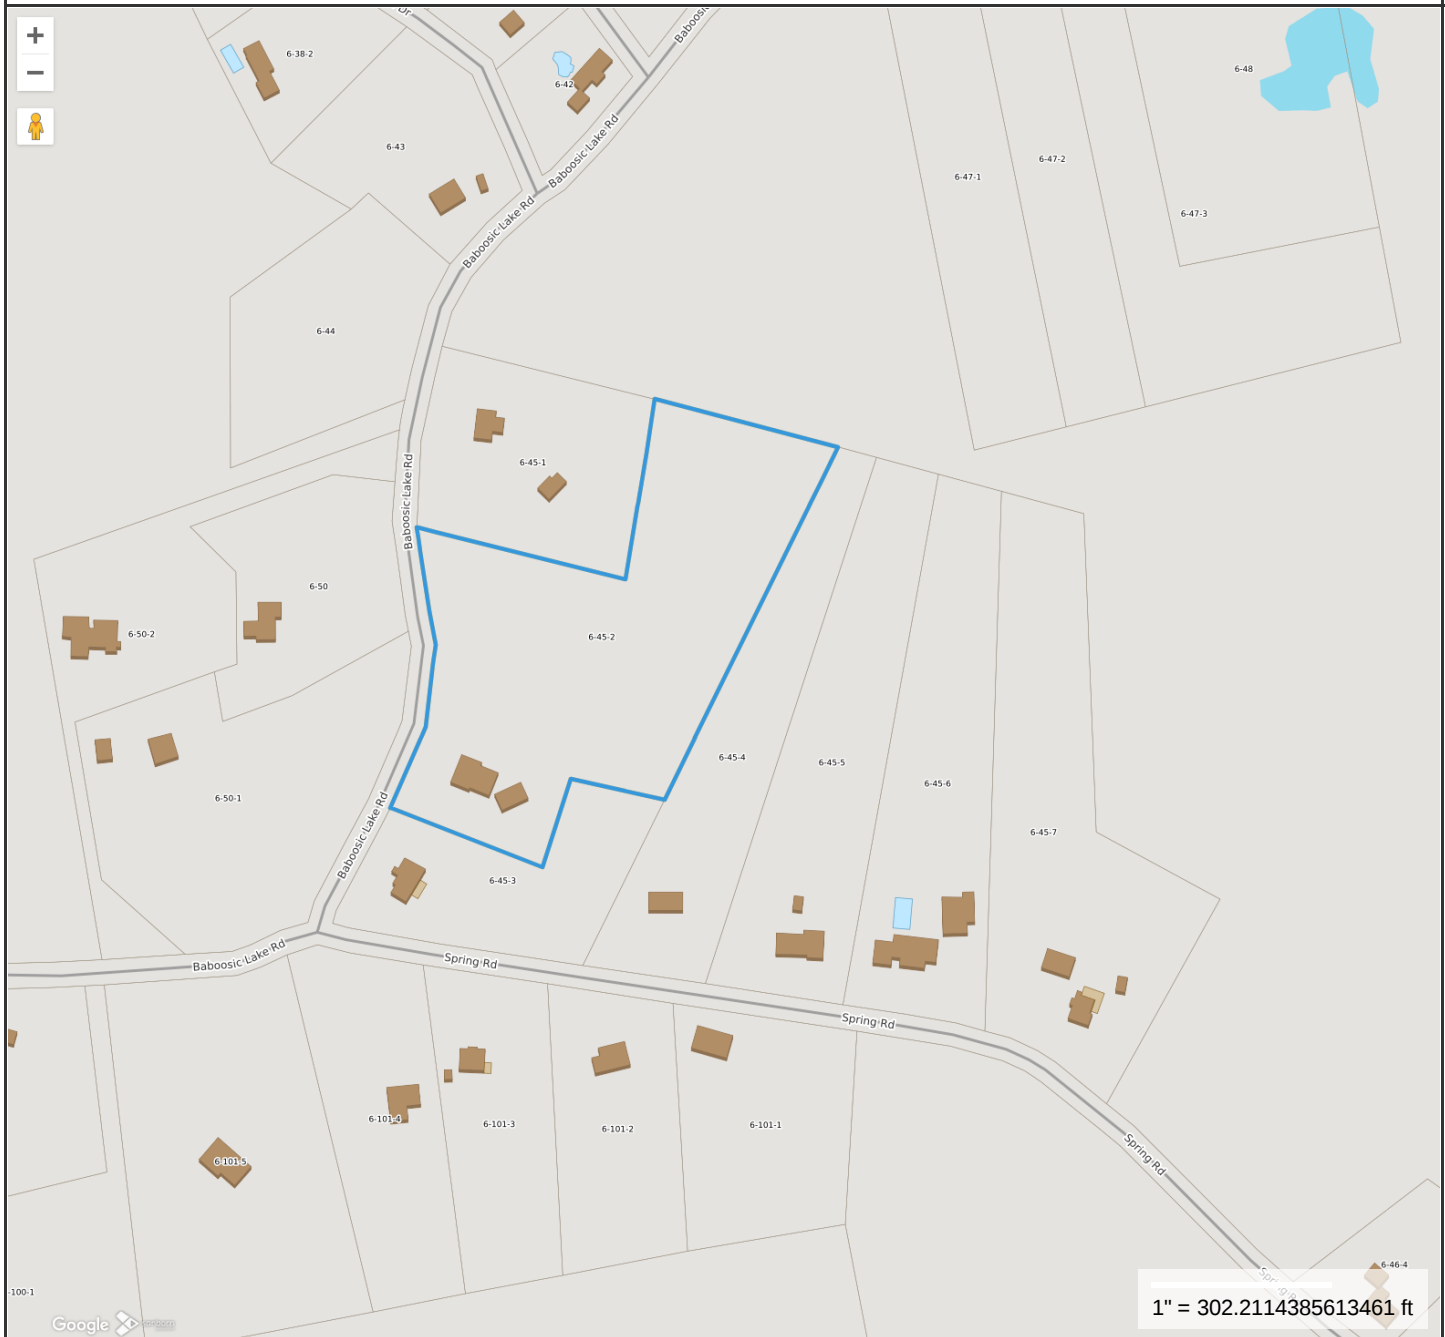 Dr
Baboosic
6-38-2
6-42
6-48
Baboosic Lake Rd
6-43
6-47-2
6-47-1
6-47-3
Baboosic Lake Rd
6-44
6-45-1
Baboosic Lake Rd
6-50
6-50-2
6-45-2
6-45-4
6-45-5
6-45-6
6-50-1
6-45-7
Baboosic Lake Rd
6-45-3
Baboosic Lake Rd
Spring Rd
Spring Rd
6-101-4
6-101-3
6-101-2
6-101-1
6-101-5
Spring Rd
6-46-4
Spring Rd
-100-1
1" = 302.2114385613461 ft
Google